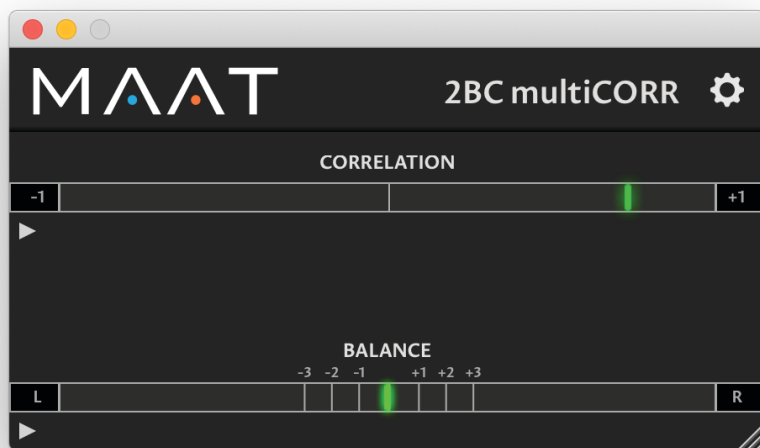 MAAT
2BC multiCORR
CORRELATION
-1 +1
BALANCE
-3 -2 -1 +1 +2 +3
L R